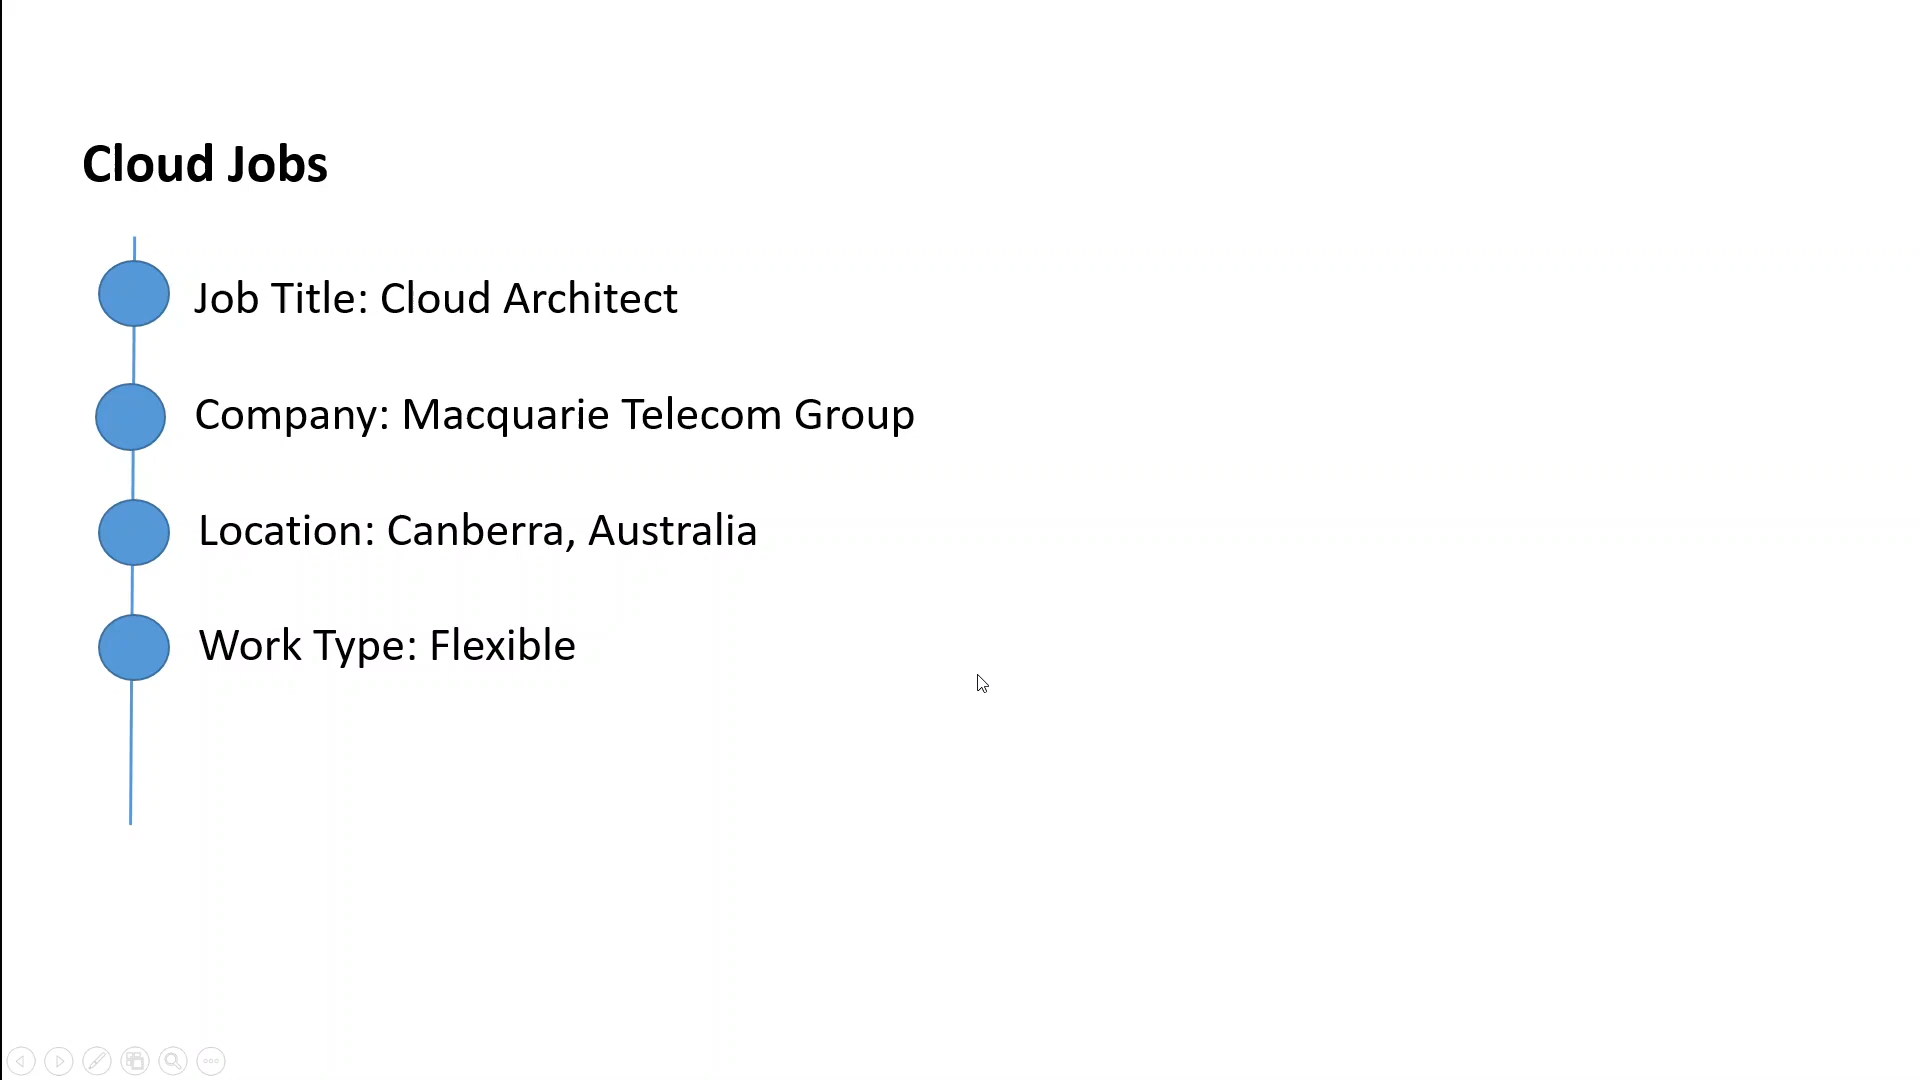 Cloud Jobs
Job Title: Cloud Architect
Company: Macquarie Telecom Group
Location: Canberra, Australia
Work Type: Flexible